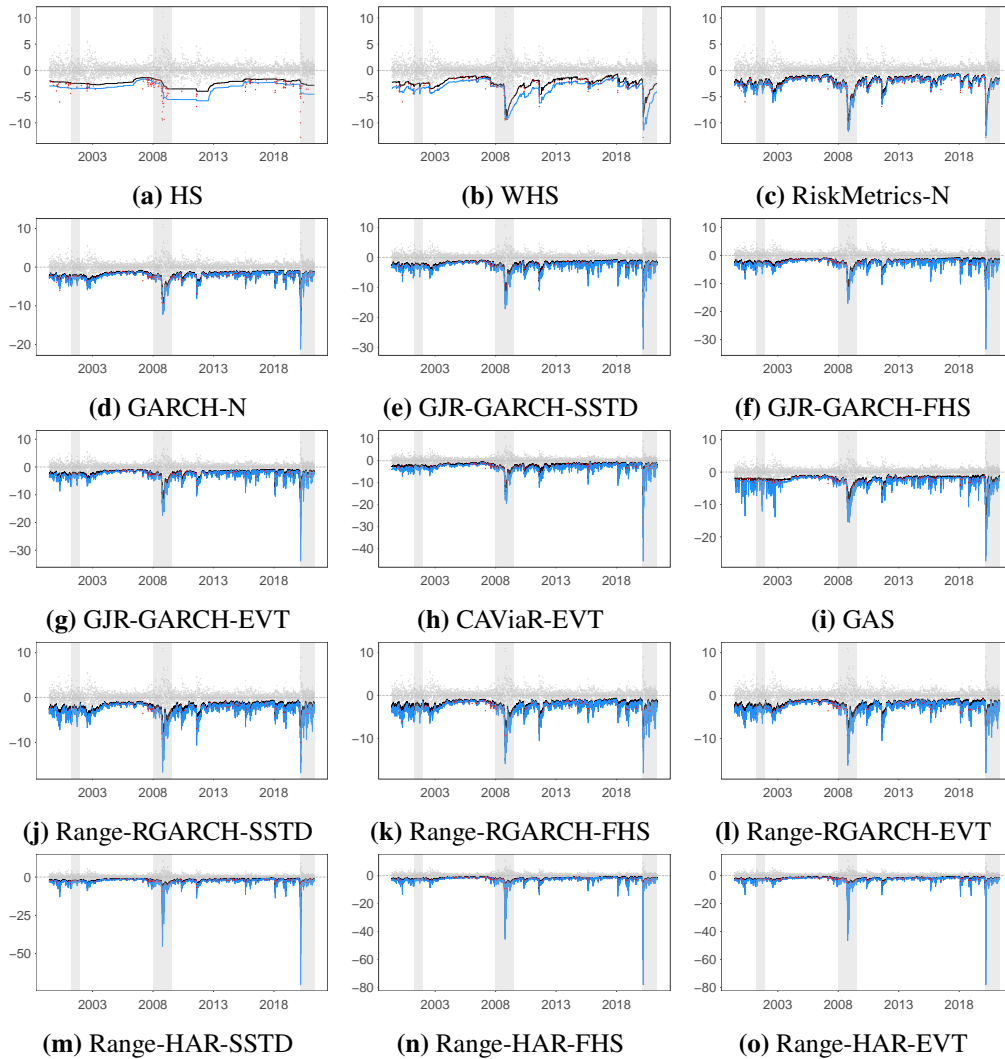 10
5
0
−5
−10
2003 2008 2013 2018
(a) HS
10
5
0
−5
−10
2003 2008 2013 2018
(b) WHS
10
5
0
−5
−10
2003 2008 2013 2018
(c) RiskMetrics-N
10
0
−10
−20
2003 2008 2013 2018
(d) GARCH-N
10
0
−10
−20
−30
2003 2008 2013 2018
(e) GJR-GARCH-SSTD
10
0
−10
−20
−30
2003 2008 2013 2018
(f) GJR-GARCH-FHS
10
0
−10
−20
−30
2003 2008 2013 2018
(g) GJR-GARCH-EVT
10
0
−10
−20
−30
−40
2003 2008 2013 2018
(h) CAViaR-EVT
10
0
−10
−20
2003 2008 2013 2018
(i) GAS
10
0
−10
2003 2008 2013 2018
(j) Range-RGARCH-SSTD
10
0
−10
2003 2008 2013 2018
(k) Range-RGARCH-FHS
10
0
−10
2003 2008 2013 2018
(l) Range-RGARCH-EVT
0
−25
−50
2003 2008 2013 2018
(m) Range-HAR-SSTD
0
−20
−40
−60
−80
2003 2008 2013 2018
(n) Range-HAR-FHS
0
−20
−40
−60
−80
2003 2008 2013 2018
(o) Range-HAR-EVT